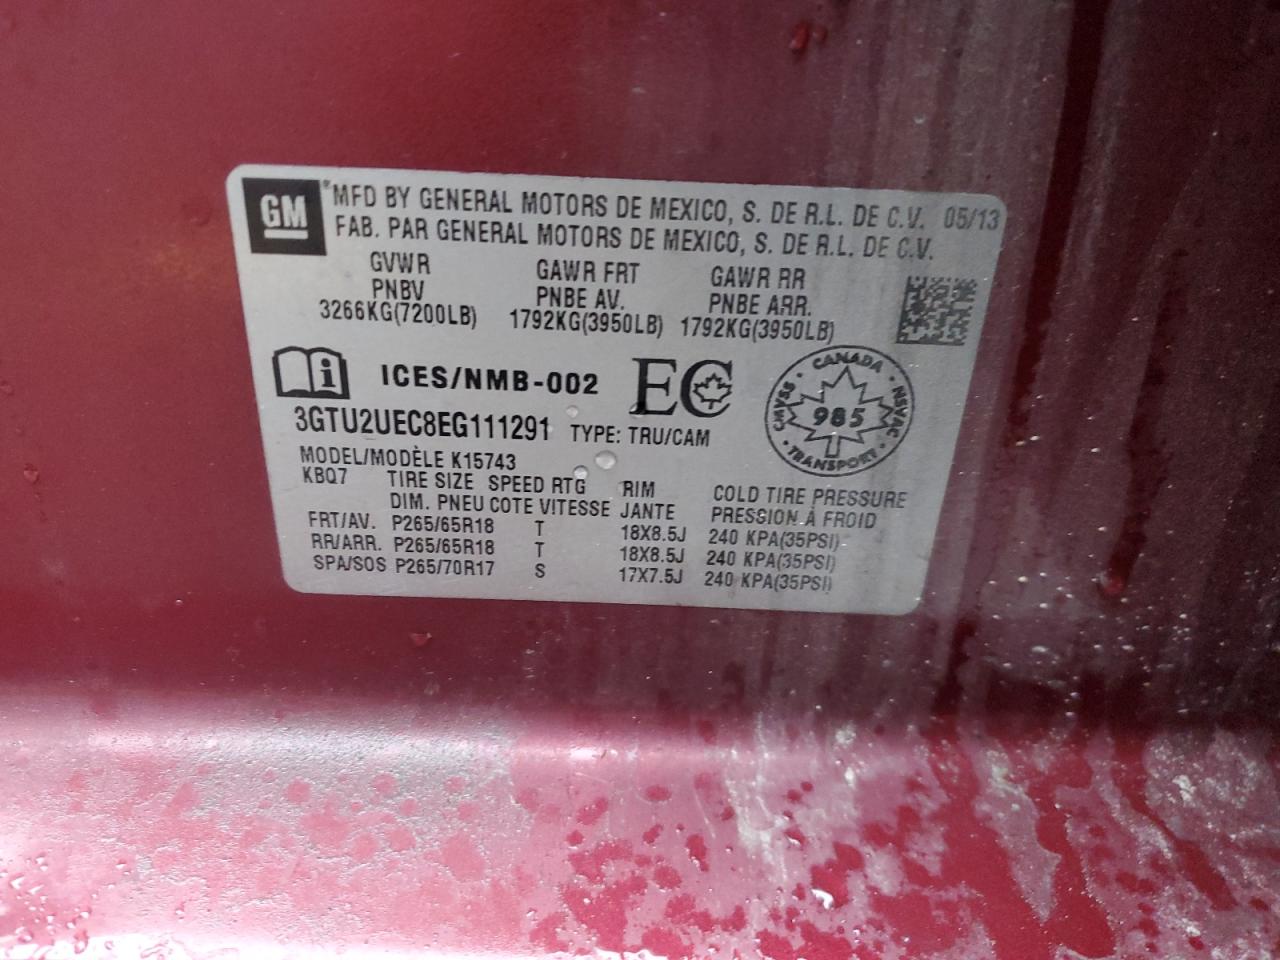 GM ® MFD BY GENERAL MOTORS DE MEXICO, S. DE R.L. DE C.V. 05/13
FAB. PAR GENERAL MOTORS DE MEXICO, S. DE R.L. DE C.V.
GVWR GAWR FRT GAWR RR
PNBV PNBE AV. PNBE ARR.
3266KG(7200LB) 1792KG(3950LB) 1792KG(3950LB)
i ICES/NMB-002 EC
CANADA
CMVSS 985 NSVAC
TRANSPORT
3GTU2UEC8EG111291 TYPE: TRU/CAM
MODEL/MODÈLE K15743
KBQ7 TIRE SIZE SPEED RTG RIM COLD TIRE PRESSURE
DIM. PNEU COTE VITESSE JANTE PRESSION À FROID
FRT/AV. P265/65R18 T 18X8.5J 240 KPA(35PSI)
RR/ARR. P265/65R18 T 18X8.5J 240 KPA(35PSI)
SPA/SOS P265/70R17 S 17X7.5J 240 KPA(35PSI)